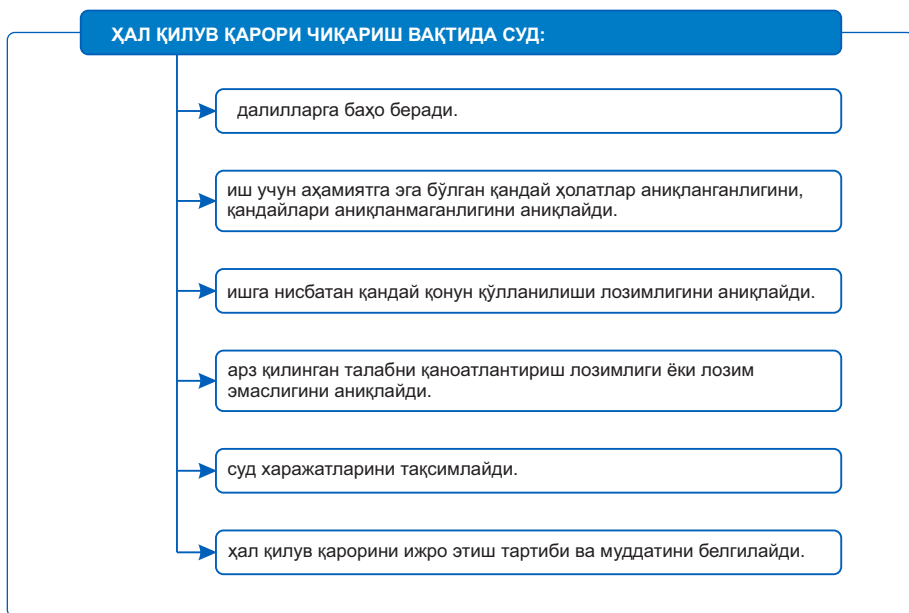 ҲАЛ ҚИЛУВ ҚАРОРИ ЧИҚАРИШ ВАҚТИДА СУД:
далилларга баҳо беради.
иш учун аҳамиятга эга бўлган қандай ҳолатлар аниқланганлигини,
қандайлари аниқланмаганлигини аниқлайди.
ишга нисбатан қандай қонун қўлланилиши лозимлигини аниқлайди.
арз қилинган талабни қаноатлантириш лозимлиги ёки лозим
эмаслигини аниқлайди.
суд харажатларини тақсимлайди.
ҳал қилув қарорини ижро этиш тартиби ва муддатини белгилайди.